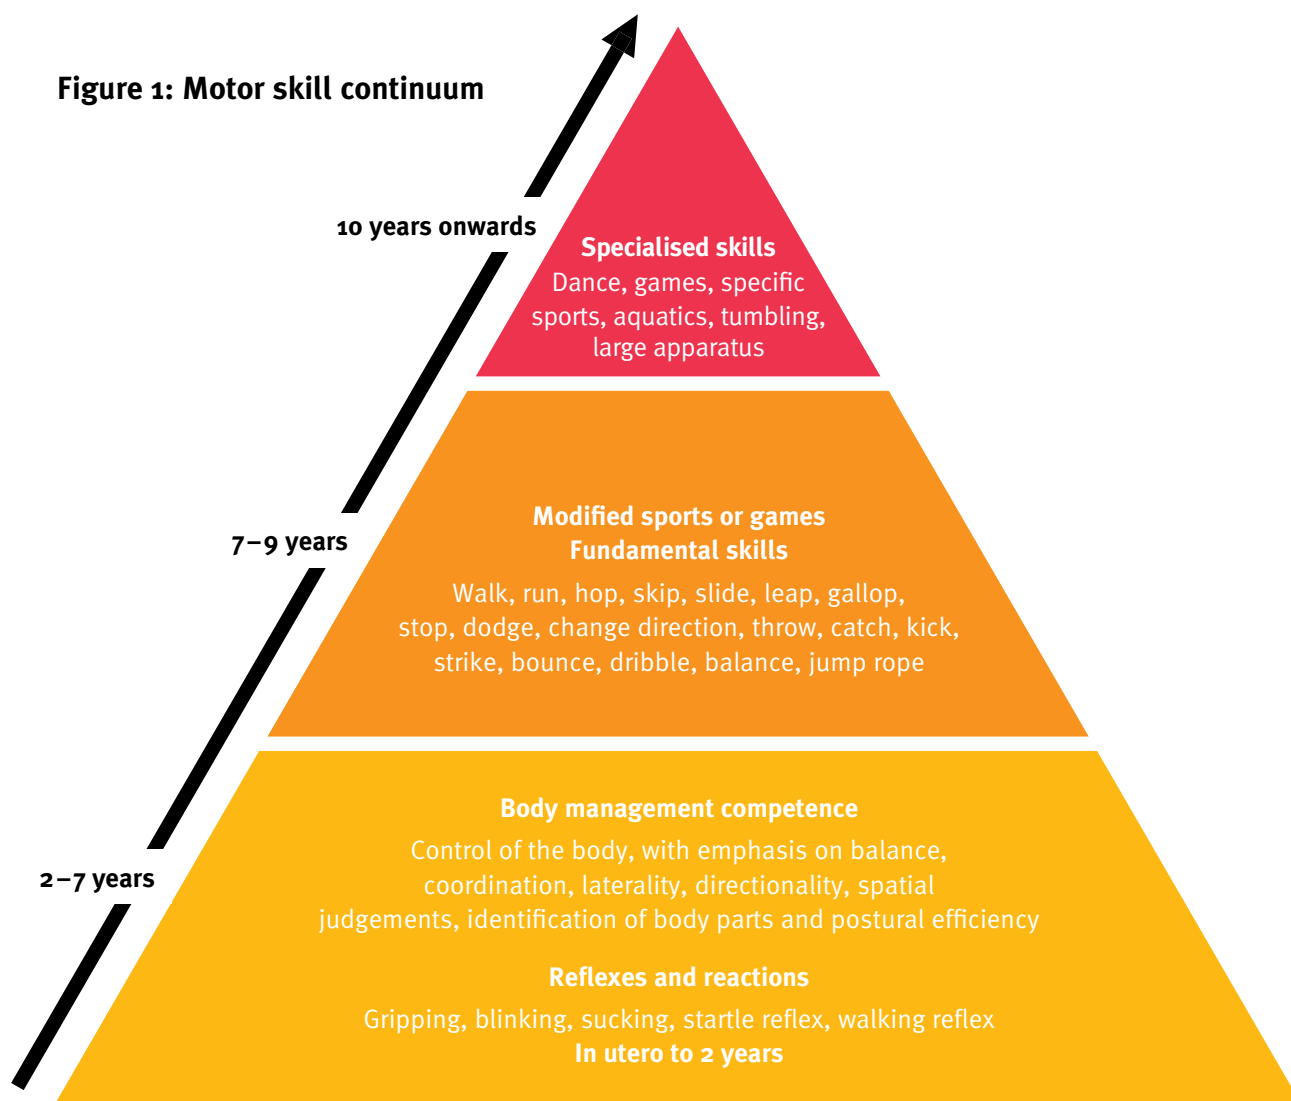 Figure 1: Motor skill continuum
10 years onwards
Specialised skills
Dance, games, specific
sports, aquatics, tumbling,
large apparatus
7–9 years
Modified sports or games
Fundamental skills
Walk, run, hop, skip, slide, leap, gallop,
stop, dodge, change direction, throw, catch, kick,
strike, bounce, dribble, balance, jump rope
2–7 years
Body management competence
Control of the body, with emphasis on balance,
coordination, laterality, directionality, spatial
judgements, identification of body parts and postural efficiency
Reflexes and reactions
Gripping, blinking, sucking, startle reflex, walking reflex
In utero to 2 years